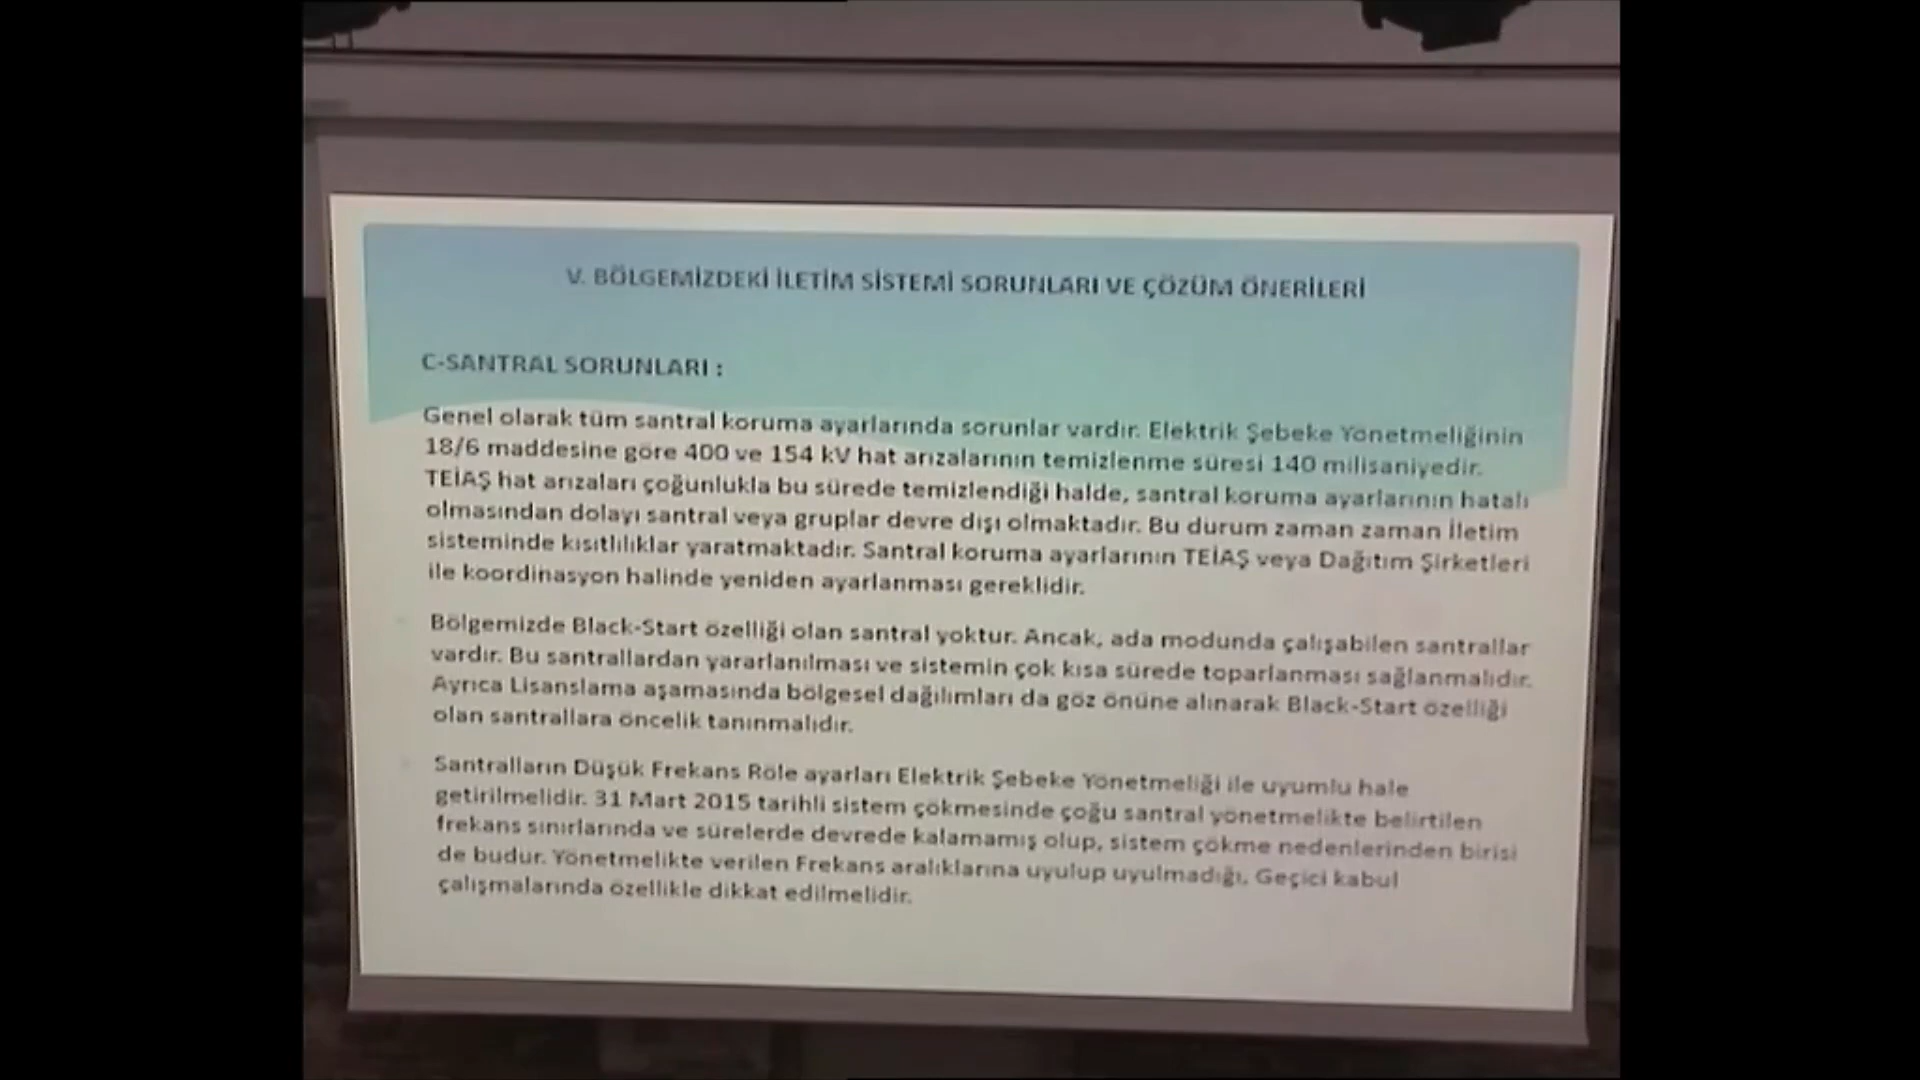 V. BÖLGEMİZDEKİ İLETİM SİSTEMİ SORUNLARI VE ÇÖZÜM ÖNERİLERİ
C-SANTRAL SORUNLARI :
Genel olarak tüm santral koruma ayarlarında sorunlar vardır. Elektrik Şebeke Yönetmeliğinin
18/6 maddesine göre 400 ve 154 kV hat arızalarının temizlenme süresi 140 milisaniyedir.
TEİAŞ hat arızaları çoğunlukla bu sürede temizlendiği halde, santral koruma ayarlarının hatalı
olmasından dolayı santral veya gruplar devre dışı olmaktadır. Bu durum zaman zaman İletim
sisteminde kısıtlılıklar yaratmaktadır. Santral koruma ayarlarının TEİAŞ veya Dağıtım Şirketleri
ile koordinasyon halinde yeniden ayarlanması gereklidir.
Bölgemizde Black-Start özelliği olan santral yoktur. Ancak, ada modunda çalışabilen santrallar
vardır. Bu santrallardan yararlanılması ve sistemin çok kısa sürede toparlanması sağlanmalıdır.
Ayrıca Lisanslama aşamasında bölgesel dağılımları da göz önüne alınarak Black-Start özelliği
olan santrallara öncelik tanınmalıdır.
Santralların Düşük Frekans Röle ayarları Elektrik Şebeke Yönetmeliği ile uyumlu hale
getirilmelidir. 31 Mart 2015 tarihli sistem çökmesinde çoğu santral yönetmelikte belirtilen
frekans sınırlarında ve sürelerde devrede kalamamış olup, sistem çökme nedenlerinden birisi
de budur. Yönetmelikte verilen Frekans aralıklarına uyulup uyulmadığı, Geçici kabul
çalışmalarında özellikle dikkat edilmelidir.